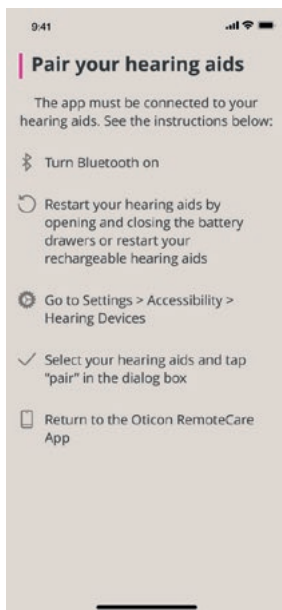 9:41
Pair your hearing aids
The app must be connected to your
hearing aids. See the instructions below:
Turn Bluetooth on
Restart your hearing aids by
opening and closing the battery
drawers or restart your
rechargeable hearing aids
Go to Settings > Accessibility >
Hearing Devices
Select your hearing aids and tap
"pair" in the dialog box
Return to the Oticon RemoteCare
App